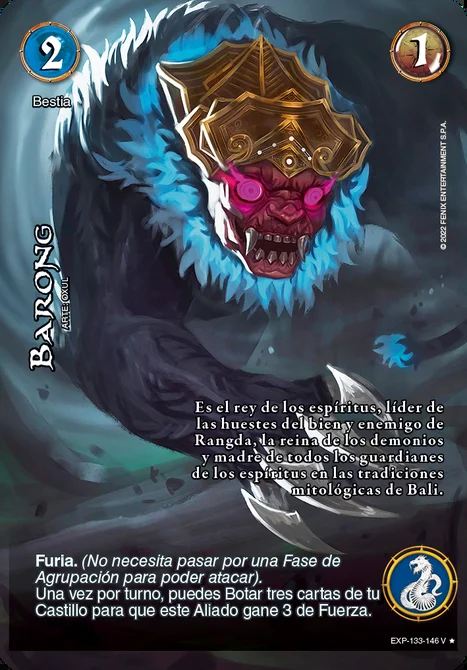 2
1
Bestia
© 2022 FENIX ENTERTAINMENT S.P.A.
BARONG
ARTE: OXUL
Es el rey de los espíritus, líder de
las huestes del bien y enemigo de
Rangda, la reina de los demonios
y madre de todos los guardianes
de los espíritus en las tradiciones
mitológicas de Bali.
Furia. (No necesita pasar por una Fase de
Agrupación para poder atacar).
Una vez por turno, puedes Botar tres cartas de tu
Castillo para que este Aliado gane 3 de Fuerza.
EXP-133-146 V ★